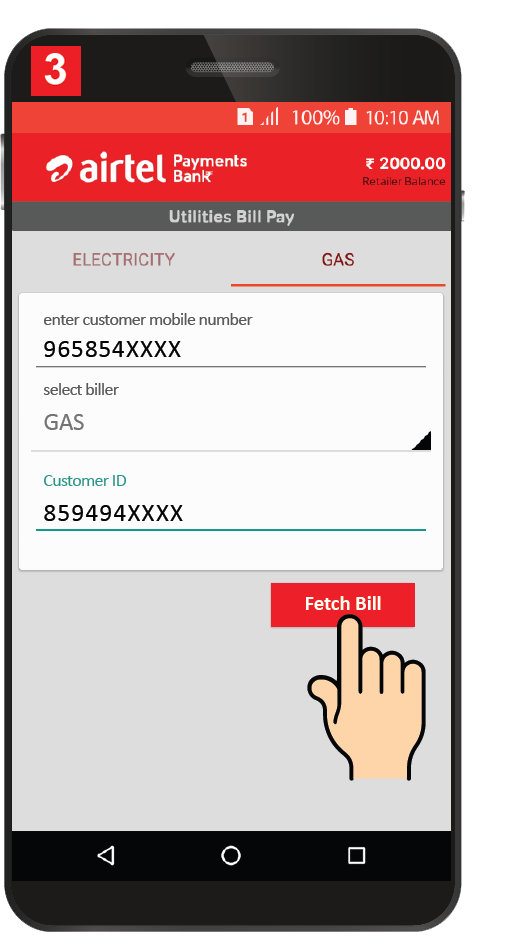 3
1 100% 10:10 AM
airtel Payments Bank
₹ 2000.00
Retailer Balance
Utilities Bill Pay
ELECTRICITY GAS
enter customer mobile number
965854XXXX
select biller
GAS
Customer ID
859494XXXX
Fetch Bill